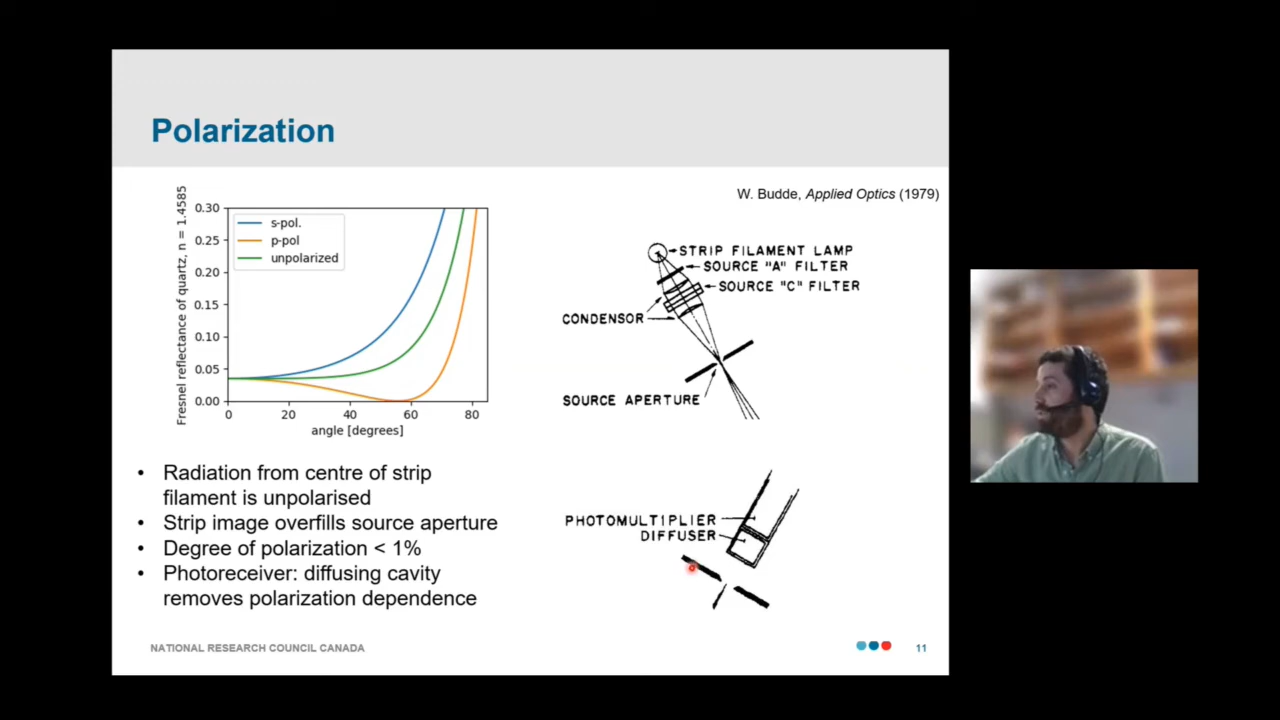 Polarization
W. Budde, Applied Optics (1979)
Fresnel reflectance of quartz, n = 1.4585
0.30
0.25
0.20
0.15
0.10
0.05
0.00
s-pol.
p-pol
unpolarized
0 20 40 60 80
angle [degrees]
STRIP FILAMENT LAMP
SOURCE "A" FILTER
SOURCE "C" FILTER
CONDENSOR
SOURCE APERTURE
PHOTOMULTIPLIER
DIFFUSER
• Radiation from centre of strip
filament is unpolarised
• Strip image overfills source aperture
• Degree of polarization < 1%
• Photoreceiver: diffusing cavity
removes polarization dependence
NATIONAL RESEARCH COUNCIL CANADA
11